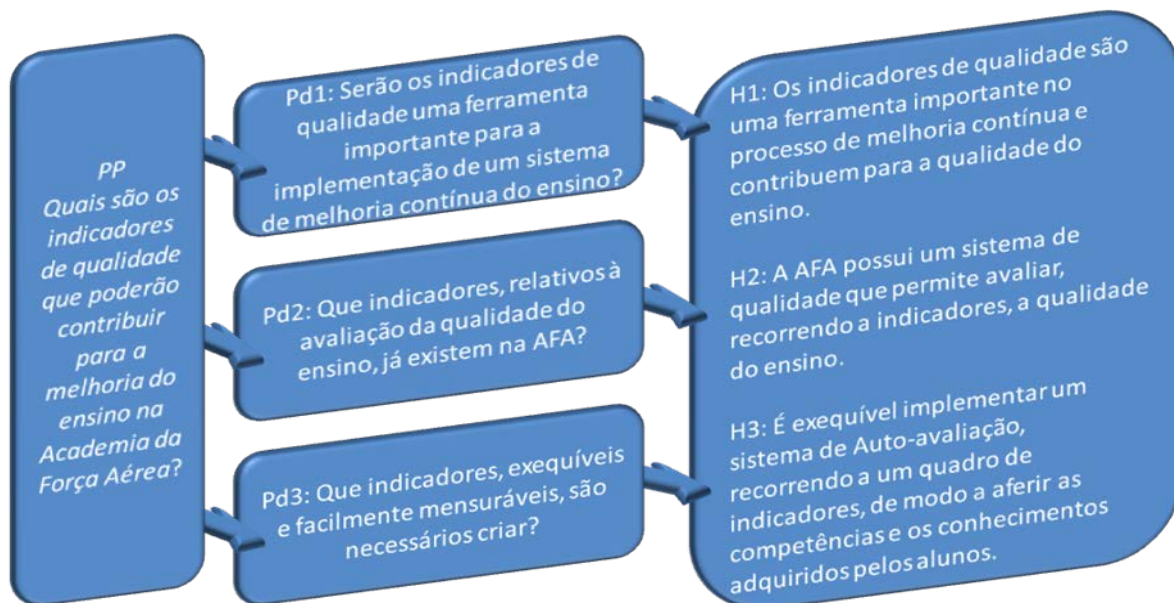 PP
Quais são os
indicadores
de qualidade
que poderão
contribuir
para a
melhoria do
ensino na
Academia da
Força Aérea?
Pd1: Serão os indicadores de
qualidade uma ferramenta
importante para a
implementação de um sistema
de melhoria contínua do ensino?
Pd2: Que indicadores, relativos à
avaliação da qualidade do
ensino, já existem na AFA?
Pd3: Que indicadores, exequíveis
e facilmente mensuráveis, são
necessários criar?
H1: Os indicadores de qualidade são
uma ferramenta importante no
processo de melhoria contínua e
contribuem para a qualidade do
ensino.
H2: A AFA possui um sistema de
qualidade que permite avaliar,
recorrendo a indicadores, a qualidade
do ensino.
H3: É exequível implementar um
sistema de Auto-avaliação,
recorrendo a um quadro de
indicadores, de modo a aferir as
competências e os conhecimentos
adquiridos pelos alunos.